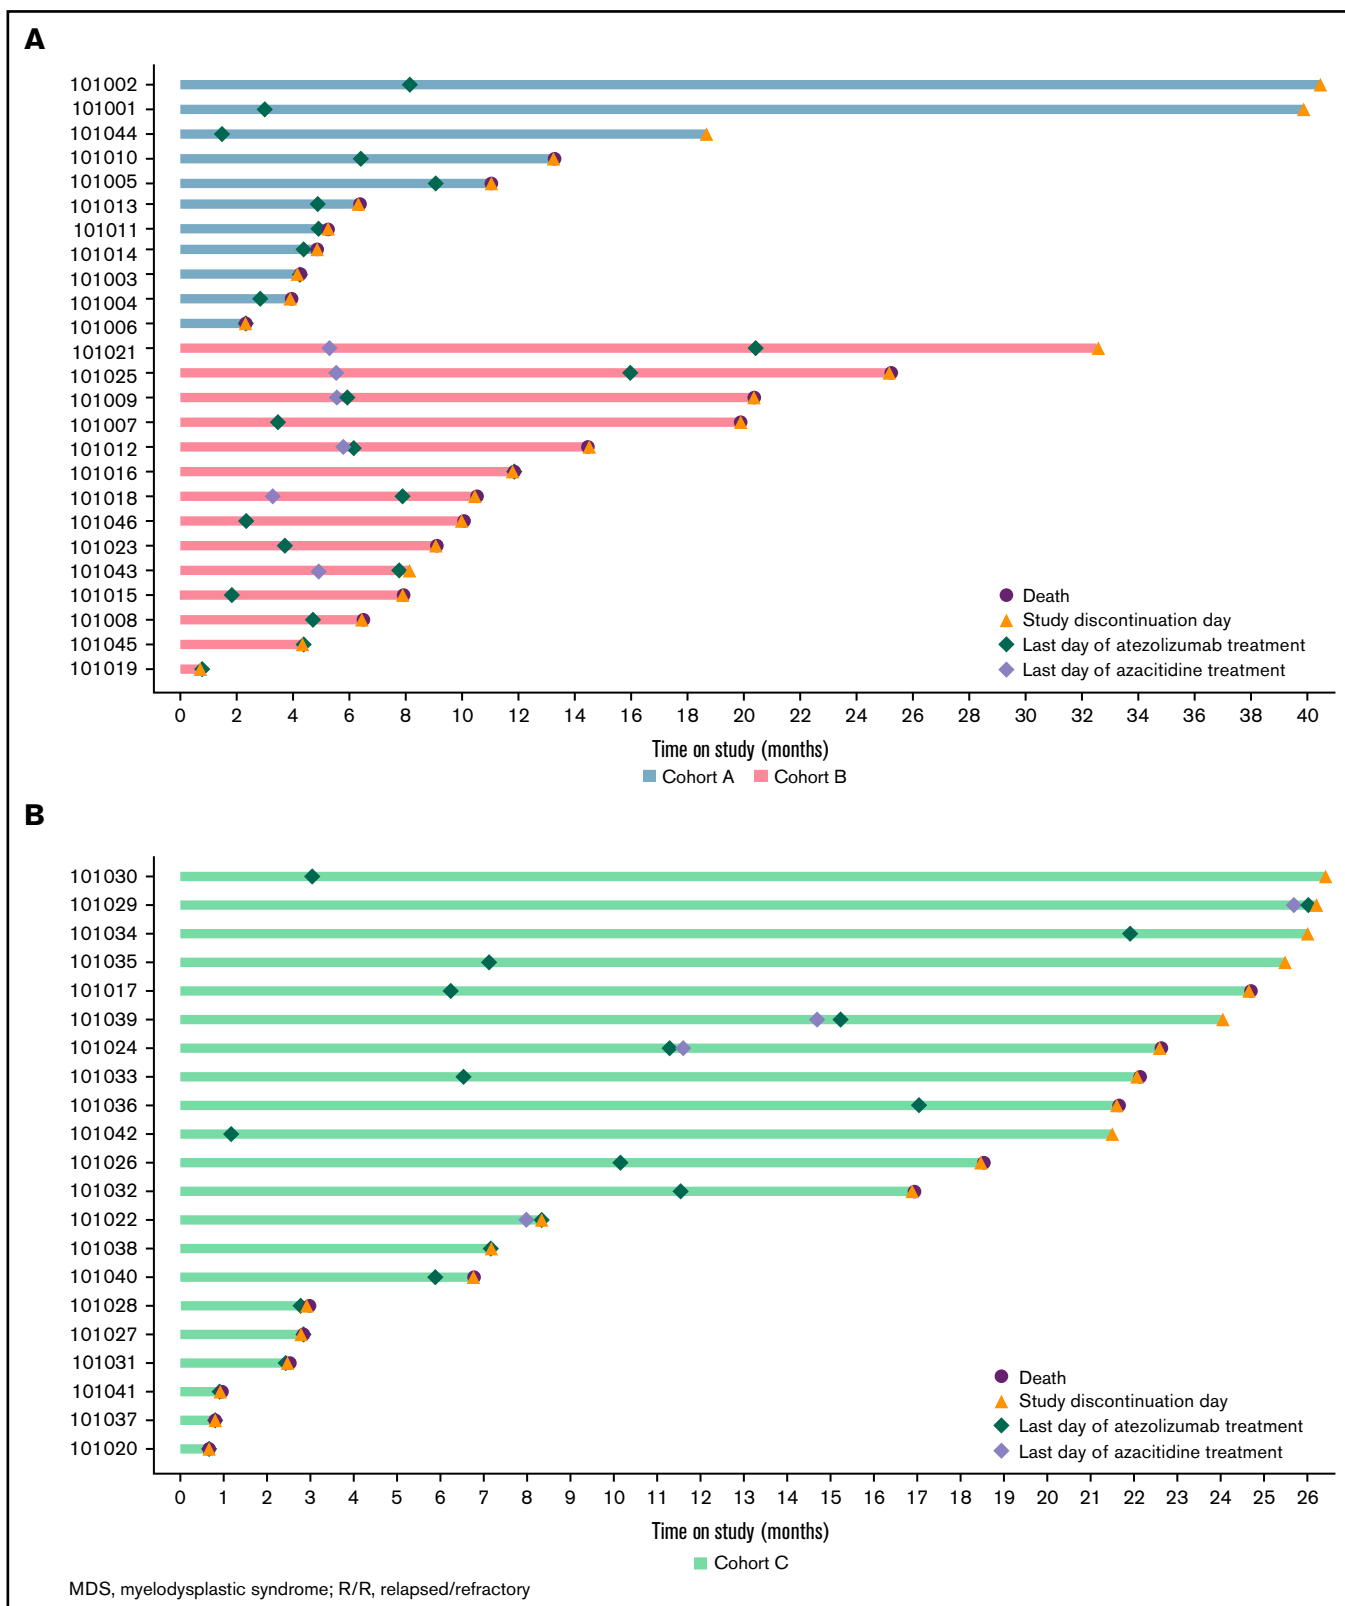 A
101002
101001
101044
101010
101005
101013
101011
101014
101003
101004
101006
101021
101025
101009
101007
101012
101016
101018
101046
101023
101043
101015
101008
101045
101019
Death
Study discontinuation day
Last day of atezolizumab treatment
Last day of azacitidine treatment
0 2 4 6 8 10 12 14 16 18 20 22 24 26 28 30 32 34 36 38 40
Time on study (months)
Cohort A Cohort B
B
101030
101029
101034
101035
101017
101039
101024
101033
101036
101042
101026
101032
101022
101038
101040
101028
101027
101031
101041
101037
101020
Death
Study discontinuation day
Last day of atezolizumab treatment
Last day of azacitidine treatment
0 1 2 3 4 5 6 7 8 9 10 11 12 13 14 15 16 17 18 19 20 21 22 23 24 25 26
Time on study (months)
Cohort C
MDS, myelodysplastic syndrome; R/R, relapsed/refractory